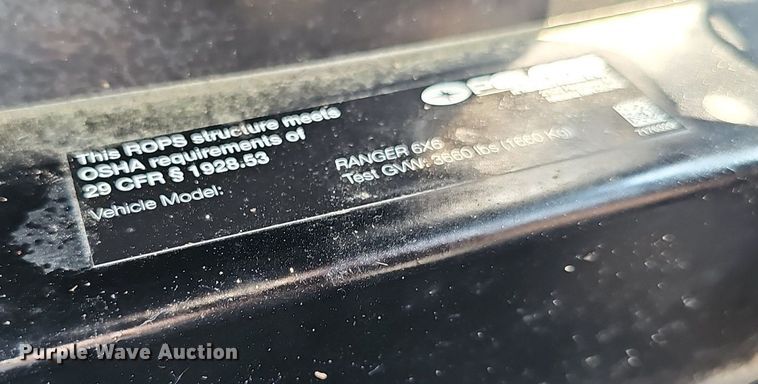 This ROPS structure meets
OSHA requirements of
29 CFR § 1928.53
Vehicle Model:
RANGER 6X6
Test GVW: 3660 lbs (1660 Kg)
Purple Wave Auction